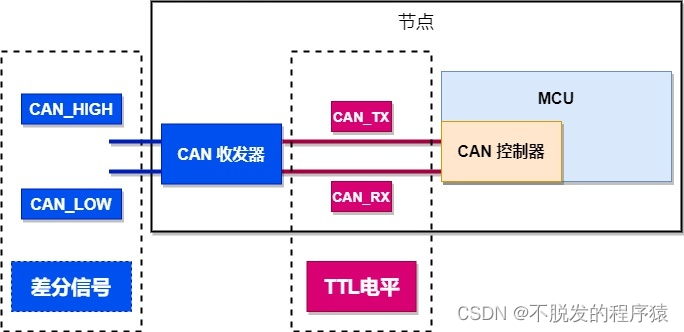 节点
CAN_HIGH
CAN_LOW
差分信号
CAN 收发器
CAN_TX
CAN_RX
TTL电平
MCU
CAN 控制器
CSDN @不脱发的程序猿